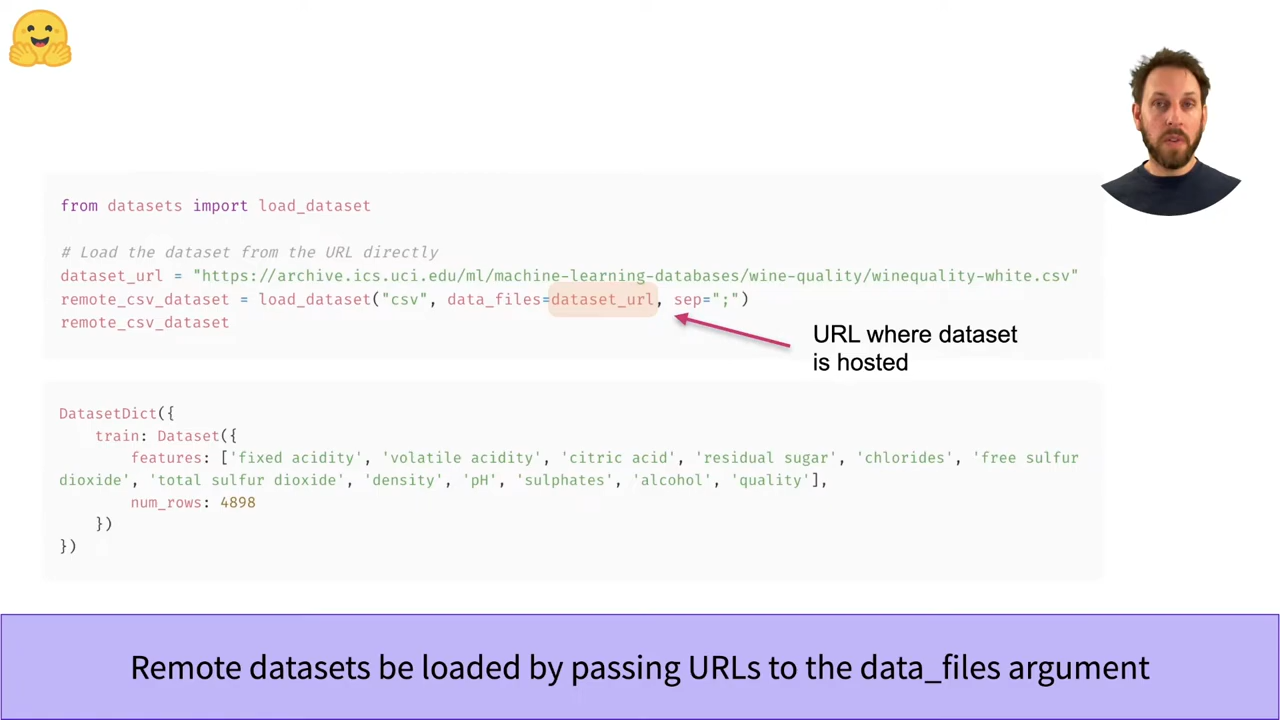 from datasets import load_dataset
# Load the dataset from the URL directly
dataset_url = "https://archive.ics.uci.edu/ml/machine-learning-databases/wine-quality/winequality-white.csv"
remote_csv_dataset = load_dataset("csv", data_files=dataset_url, sep=";")
remote_csv_dataset
URL where dataset
is hosted
DatasetDict({
    train: Dataset({
        features: ['fixed acidity', 'volatile acidity', 'citric acid', 'residual sugar', 'chlorides', 'free sulfur
dioxide', 'total sulfur dioxide', 'density', 'pH', 'sulphates', 'alcohol', 'quality'],
        num_rows: 4898
    })
})
Remote datasets be loaded by passing URLs to the data_files argument